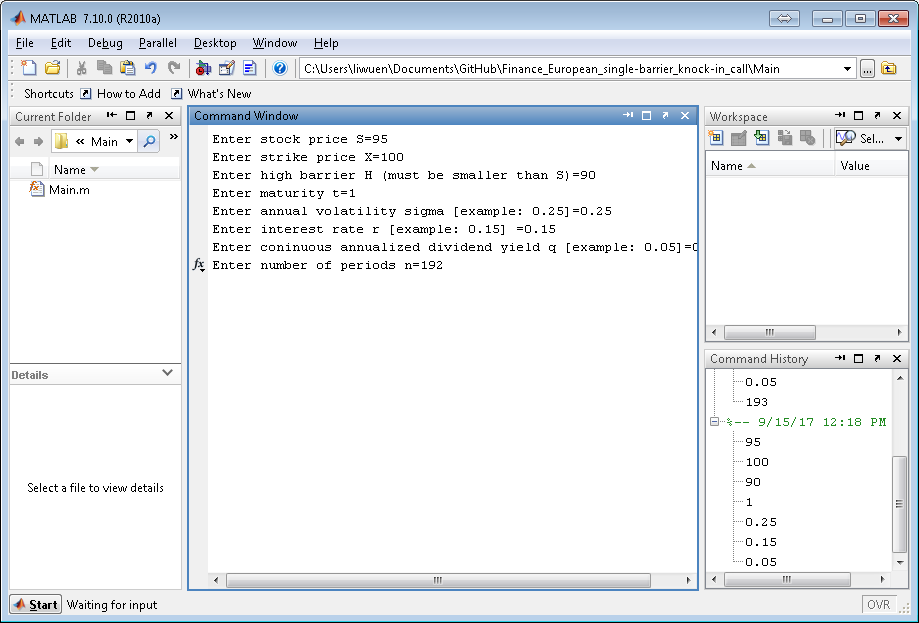 MATLAB 7.10.0 (R2010a)
File Edit Debug Parallel Desktop Window Help
C:\Users\liwuen\Documents\GitHub\Finance_European_single-barrier_knock-in_call\Main
Shortcuts How to Add What's New
Current Folder
« Main »
Name
Main.m
Details
Select a file to view details
Command Window
Enter stock price S=95
Enter strike price X=100
Enter high barrier H (must be smaller than S)=90
Enter maturity t=1
Enter annual volatility sigma [example: 0.25]=0.25
Enter interest rate r [example: 0.15] =0.15
Enter coninuous annualized dividend yield q [example: 0.05]=0
fx Enter number of periods n=192
Workspace
Sel...
Name Value
Command History
0.05
193
%-- 9/15/17 12:18 PM
95
100
90
1
0.25
0.15
0.05
Start Waiting for input
OVR